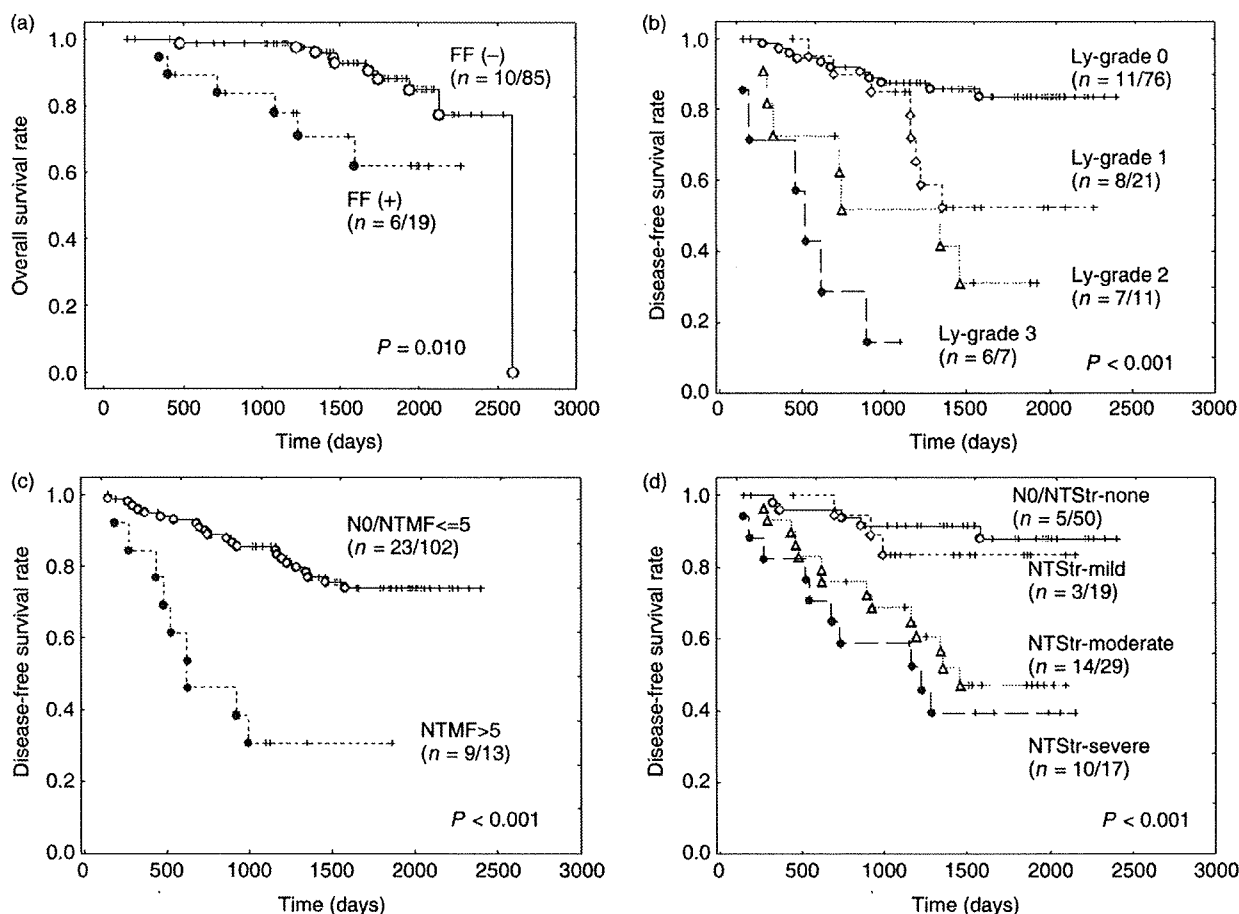 (a)
Overall survival rate
1.0
0.8
0.6
0.4
0.2
0.0
FF (−)
(n = 10/85)
FF (+)
(n = 6/19)
P = 0.010
0
500
1000
1500
2000
2500
3000
Time (days)
(b)
Disease-free survival rate
1.0
0.8
0.6
0.4
0.2
0.0
Ly-grade 0
(n = 11/76)
Ly-grade 1
(n = 8/21)
Ly-grade 2
(n = 7/11)
Ly-grade 3
(n = 6/7)
P < 0.001
0
500
1000
1500
2000
2500
3000
Time (days)
(c)
Disease-free survival rate
1.0
0.8
0.6
0.4
0.2
0.0
N0/NTMF<=5
(n = 23/102)
NTMF>5
(n = 9/13)
P < 0.001
0
500
1000
1500
2000
2500
3000
Time (days)
(d)
Disease-free survival rate
1.0
0.8
0.6
0.4
0.2
0.0
N0/NTStr-none
(n = 5/50)
NTStr-mild
(n = 3/19)
NTStr-moderate
(n = 14/29)
NTStr-severe
(n = 10/17)
P < 0.001
0
500
1000
1500
2000
2500
3000
Time (days)